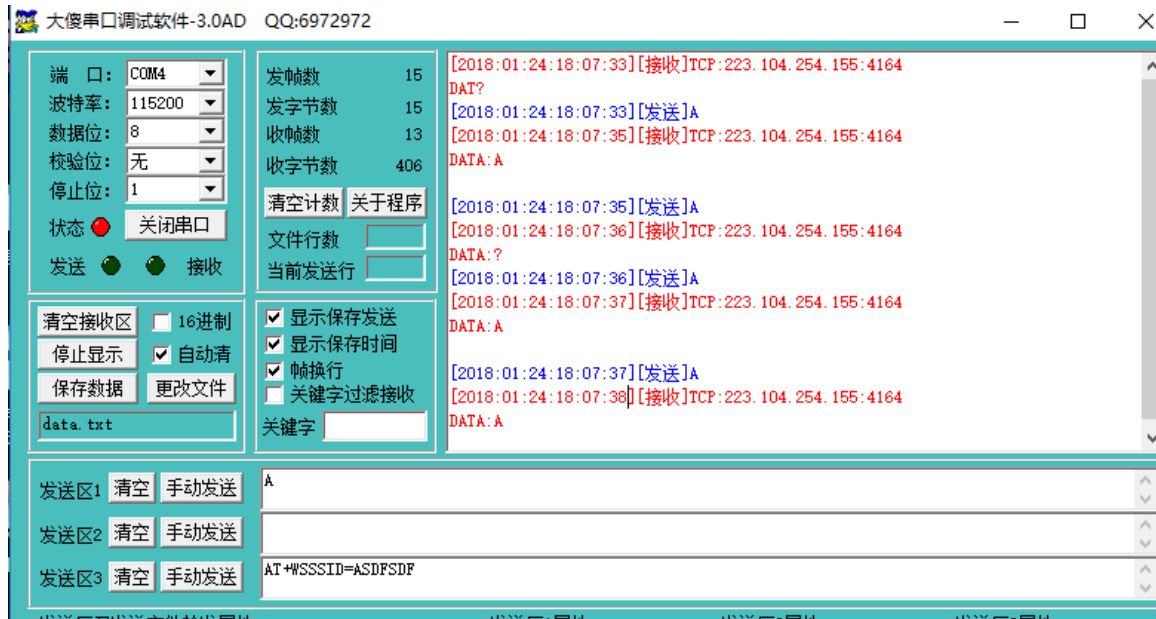 大傻串口调试软件-3.0AD QQ:6972972
端 口: COM4
波特率: 115200
数据位: 8
校验位: 无
停止位: 1
状态 关闭串口
发送 接收
发帧数 15
发字节数 15
收帧数 13
收字节数 406
清空计数 关于程序
文件行数
当前发送行
清空接收区 16进制
停止显示 自动清
保存数据 更改文件
data.txt
显示保存发送
显示保存时间
帧换行
关键字过滤接收
关键字
[2018:01:24:18:07:33][接收]TCP:223.104.254.155:4164
DAT?
[2018:01:24:18:07:33][发送]A
[2018:01:24:18:07:35][接收]TCP:223.104.254.155:4164
DATA:A
[2018:01:24:18:07:35][发送]A
[2018:01:24:18:07:36][接收]TCP:223.104.254.155:4164
DATA:?
[2018:01:24:18:07:36][发送]A
[2018:01:24:18:07:37][接收]TCP:223.104.254.155:4164
DATA:A
[2018:01:24:18:07:37][发送]A
[2018:01:24:18:07:38][接收]TCP:223.104.254.155:4164
DATA:A
发送区1 清空 手动发送 A
发送区2 清空 手动发送
发送区3 清空 手动发送 AT+WSSSID=ASDFSDF